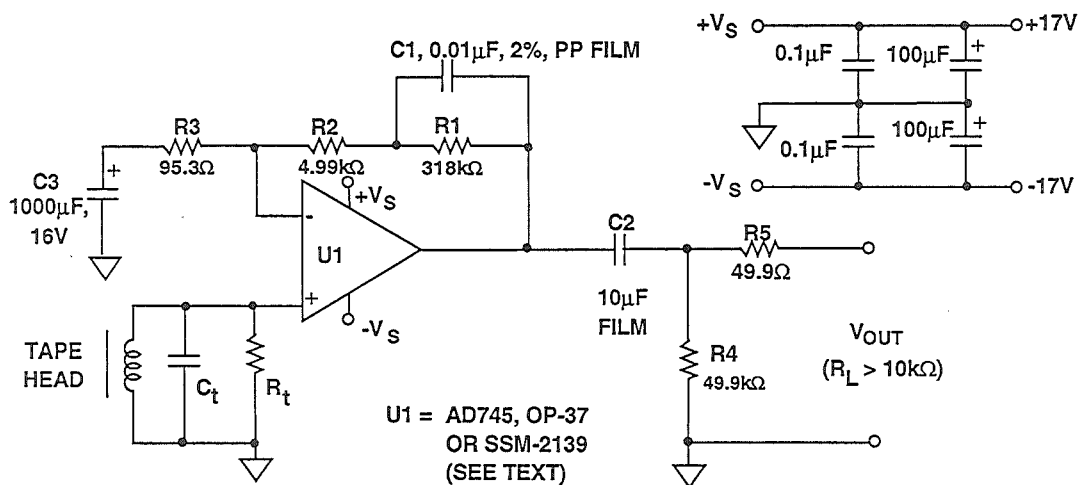 +VS
+17V
C1, 0.01µF, 2%, PP FILM
0.1µF
100µF
+
R3
R2
R1
95.3Ω
4.99kΩ
318kΩ
+
C3
1000µF,
16V
+VS
-
U1
+
-VS
0.1µF
100µF
+
-VS
-17V
C2
R5
49.9Ω
10µF
FILM
TAPE
HEAD
Ct
Rt
R4
49.9kΩ
VOUT
(RL > 10kΩ)
U1 = AD745, OP-37
OR SSM-2139
(SEE TEXT)